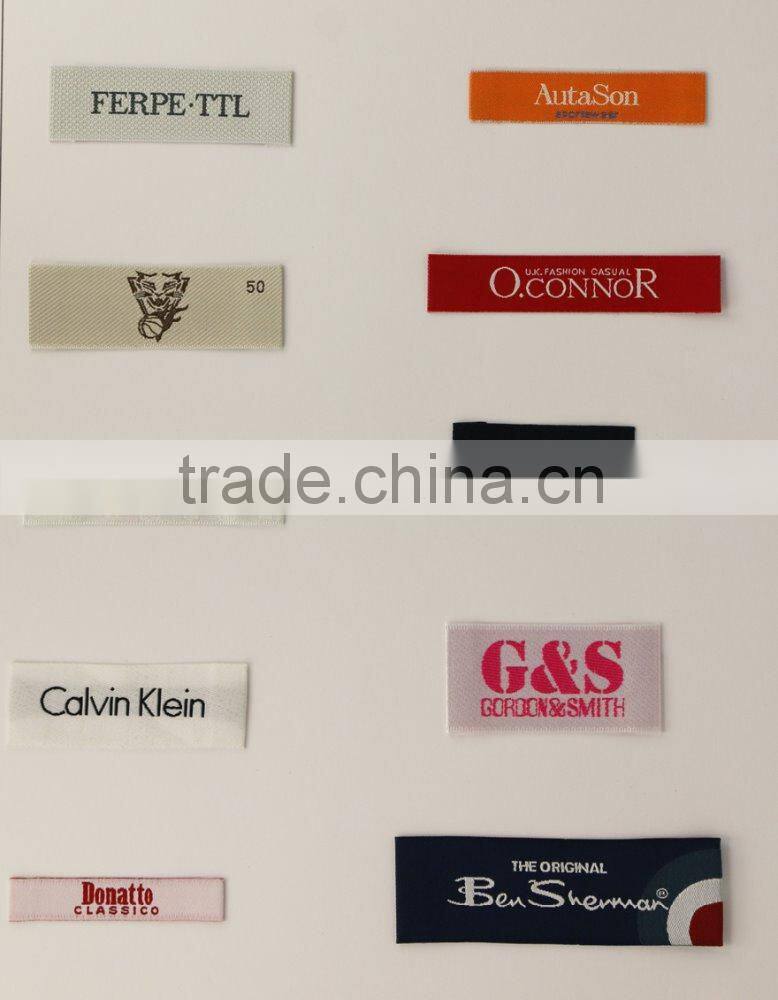 FERPE·TTL
AutaSon
50
U.K. FASHION CASUAL
O.CONNOR
trade.china.cn
Calvin Klein
G&S
GORDON&SMITH
Donatto
CLASSICO
THE ORIGINAL
Ben Sherman®